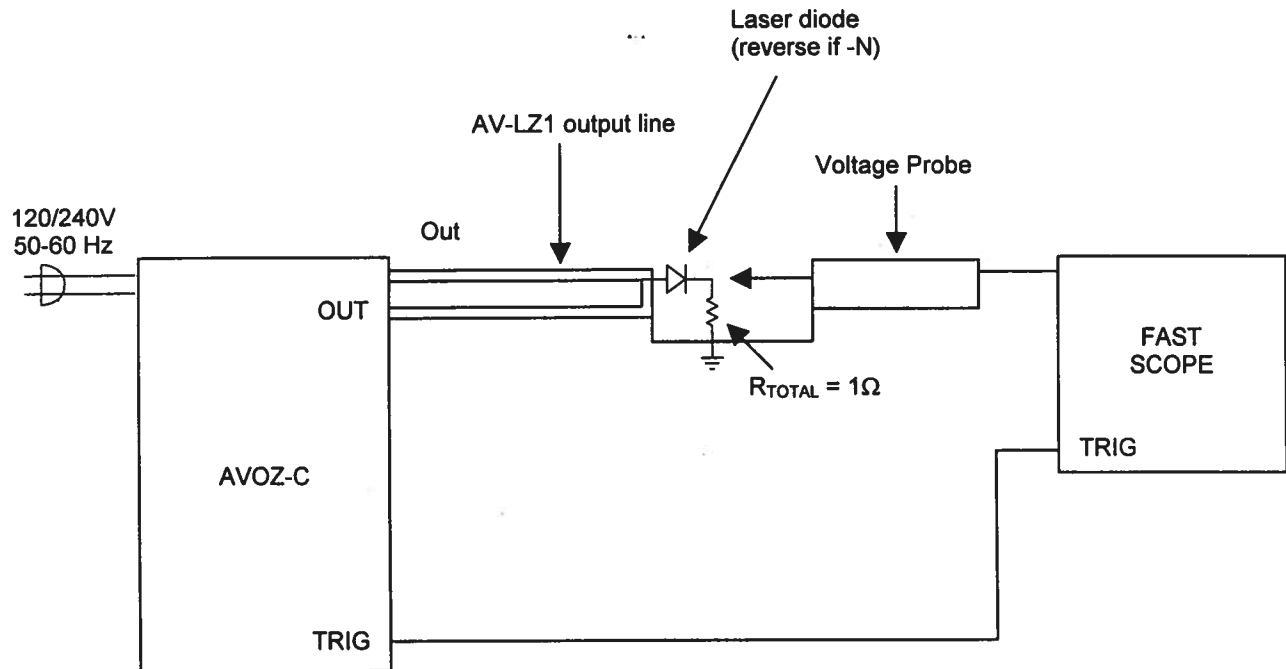 Laser diode
(reverse if -N)
AV-LZ1 output line
Voltage Probe
120/240V
50-60 Hz
Out
OUT
FAST
SCOPE
R_TOTAL = 1Ω
TRIG
AVOZ-C
TRIG